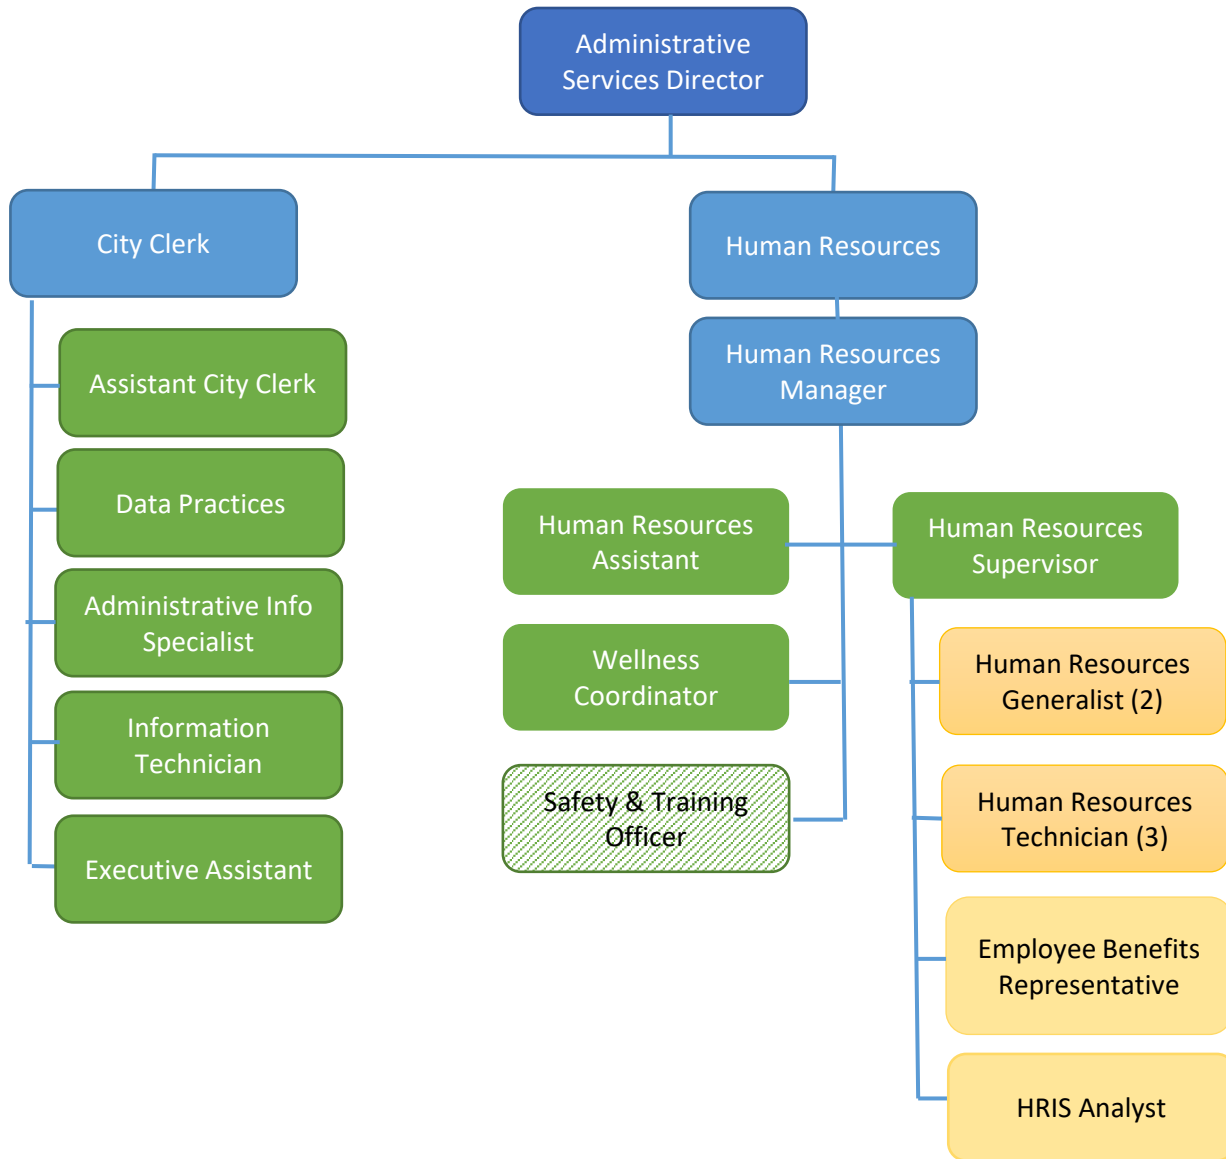 Administrative
Services Director
City Clerk
Human Resources
Human Resources
Manager
Assistant City Clerk
Data Practices
Administrative Info
Specialist
Information
Technician
Executive Assistant
Human Resources
Assistant
Wellness
Coordinator
Safety & Training
Officer
Human Resources
Supervisor
Human Resources
Generalist (2)
Human Resources
Technician (3)
Employee Benefits
Representative
HRIS Analyst